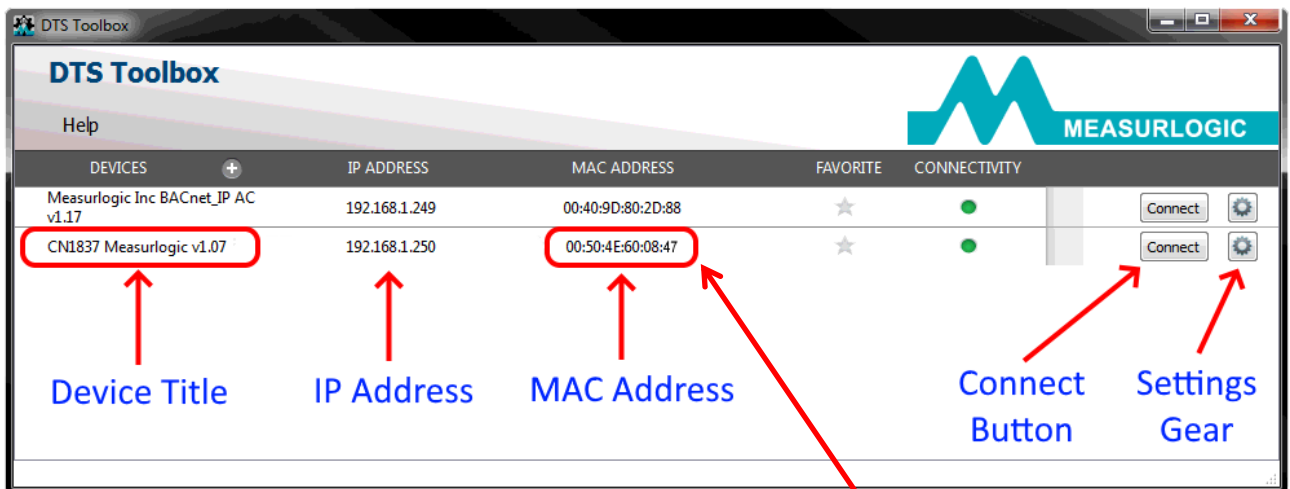 DTS Toolbox
DTS Toolbox
Help
MEASURLOGIC
DEVICES IP ADDRESS MAC ADDRESS FAVORITE CONNECTIVITY
Measurlogic Inc BACnet_IP AC
v1.17
192.168.1.249 00:40:9D:80:2D:88 Connect
CN1837 Measurlogic v1.07 192.168.1.250 00:50:4E:60:08:47 Connect
Device Title IP Address MAC Address Connect Settings
Button Gear